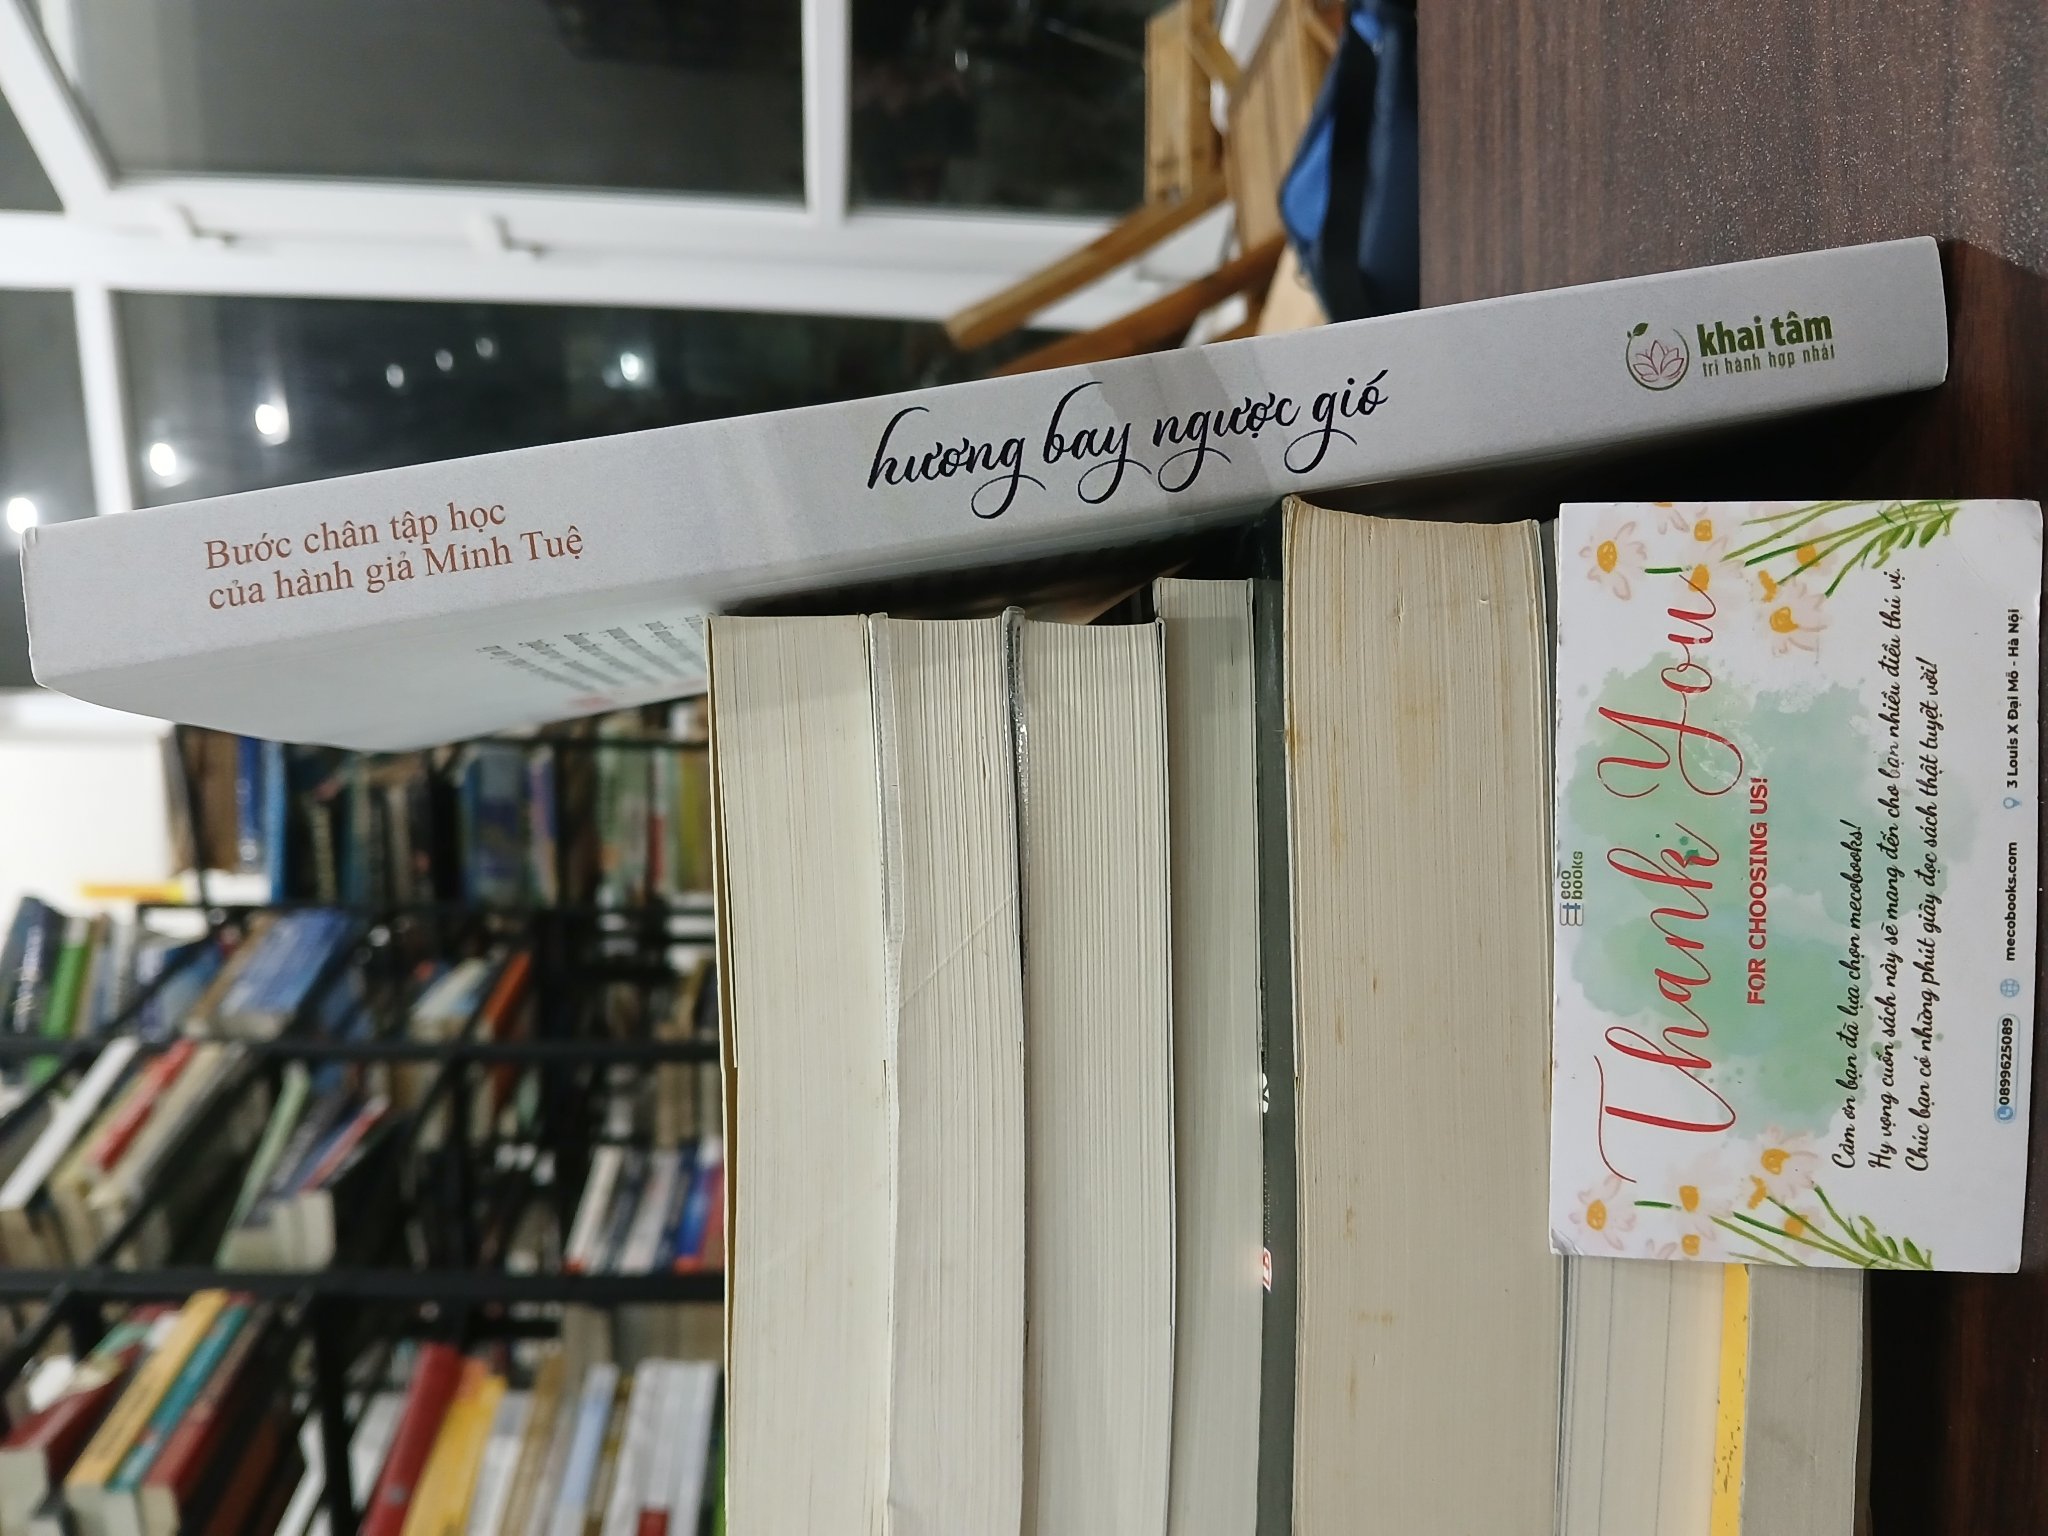 Bước chân tập học
của hành giả Minh Tuệ
hương bay ngược gió
khai tâm
tri hành hợp nhất
eco
books
Thank You
FOR CHOOSING US!
Cảm ơn bạn đã lựa chọn mecobooks!
Hy vọng cuốn sách này sẽ mang đến cho bạn nhiều điều thú vị.
Chúc bạn có những phút giây đọc sách thật tuyệt vời!
0899625089 mecobooks.com 3 Louis X Đại Mỗ - Hà Nội